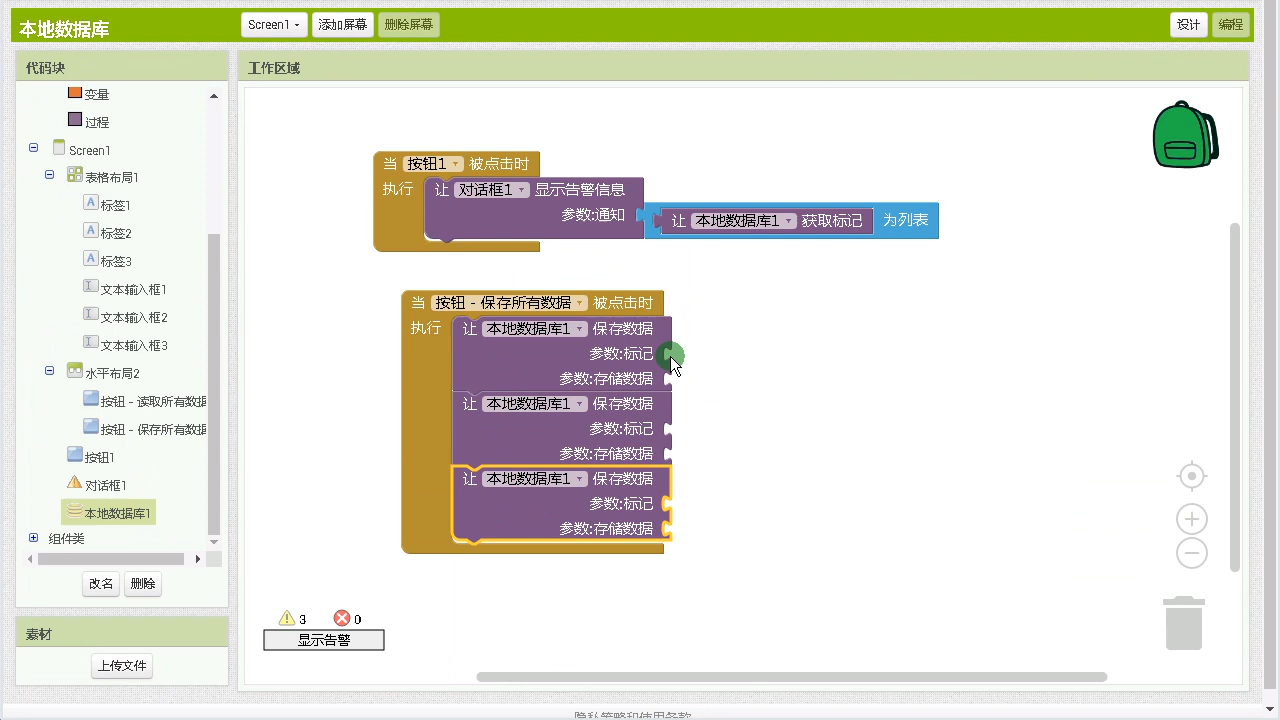 本地数据库
Screen1
添加屏幕
删除屏幕
设计
编程
代码块
工作区域
变量
过程
Screen1
表格布局1
标签1
标签2
标签3
文本输入框1
文本输入框2
文本输入框3
水平布局2
按钮 - 读取所有数据
按钮 - 保存所有数据
按钮1
对话框1
本地数据库1
组件类
改名
删除
素材
上传文件
当 按钮1 被点击时
执行 让 对话框1 显示告警信息
参数:通知 让 本地数据库1 获取标记 为列表
当 按钮 - 保存所有数据 被点击时
执行 让 本地数据库1 保存数据
参数:标记
参数:存储数据
让 本地数据库1 保存数据
参数:标记
参数:存储数据
让 本地数据库1 保存数据
参数:标记
参数:存储数据
3 0
显示告警
隐私策略和使用条款